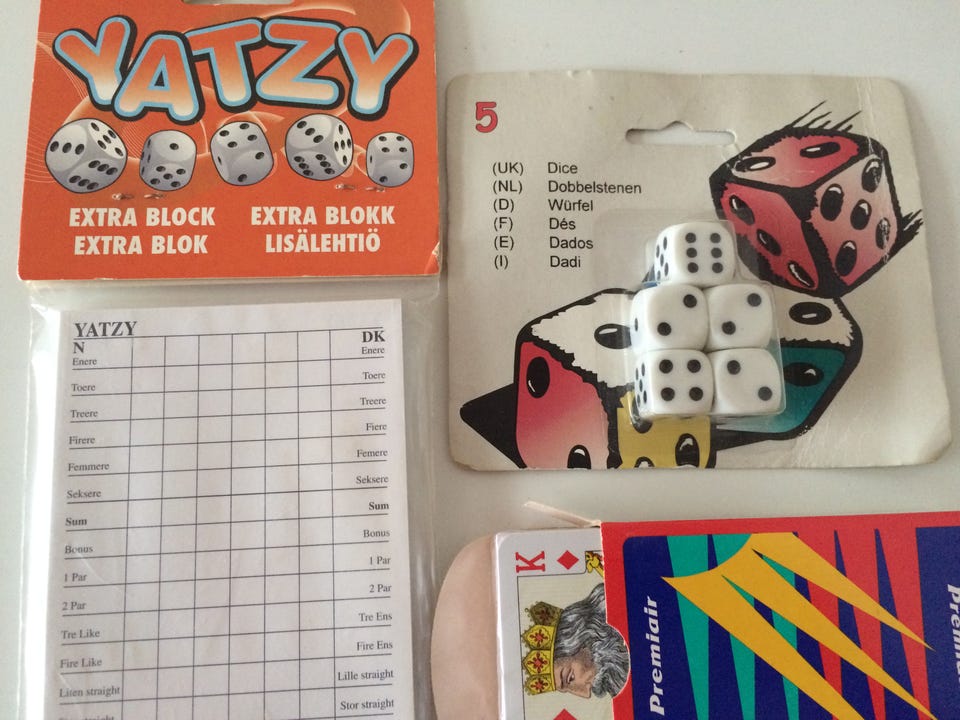 YATZY
EXTRA BLOCK EXTRA BLOKK
EXTRA BLOK LISÄLEHTIÖ
YATZY
N DK
Enere Enere
Toere Toere
Treere Treere
Firere Fiere
Femmere Femere
Seksere Seksere
Sum Sum
Bonus Bonus
1 Par 1 Par
2 Par 2 Par
Tre Like Tre Ens
Fire Like Fire Ens
Liten straight Lille straight
Stor straight
5
(UK) Dice
(NL) Dobbelstenen
(D) Würfel
(F) Dés
(E) Dados
(I) Dadi
K
Premiair